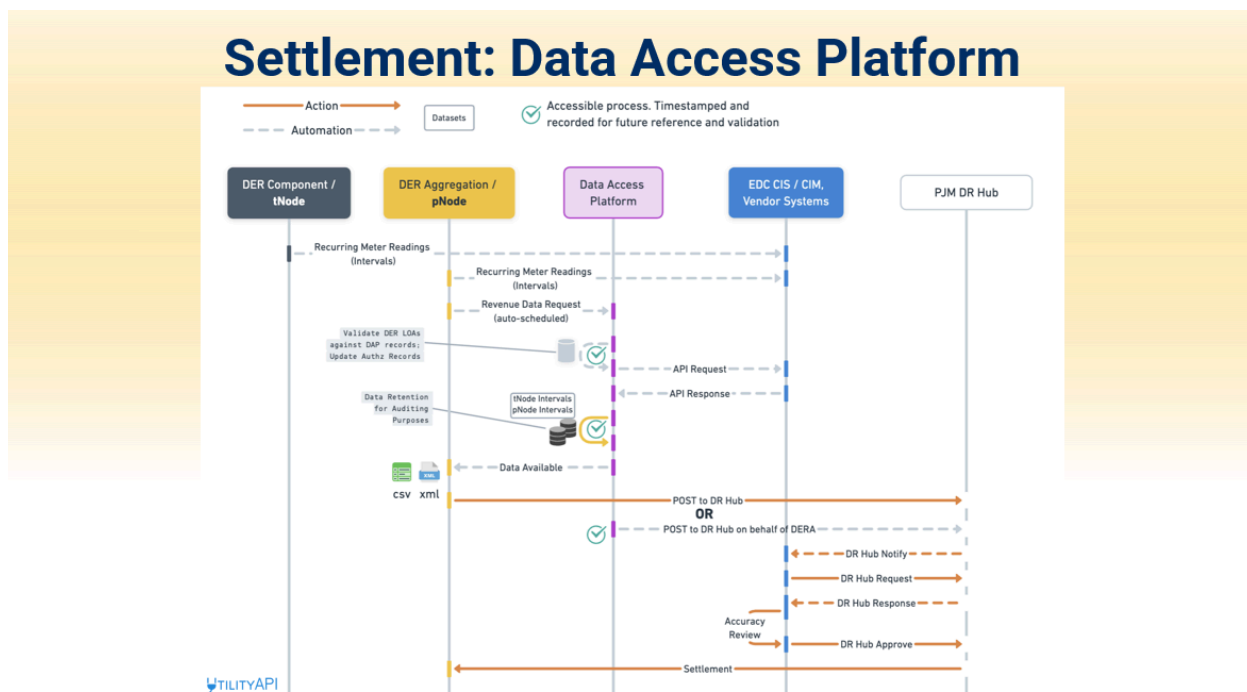 Settlement: Data Access Platform
Action
Automation
Datasets
Accessible process. Timestamped and
recorded for future reference and validation
DER Component /
tNode
DER Aggregation /
pNode
Data Access
Platform
EDC CIS / CIM,
Vendor Systems
PJM DR Hub
Recurring Meter Readings
(Intervals)
Recurring Meter Readings
(Intervals)
Revenue Data Request
(auto-scheduled)
Validate DER LOAs
against DAP records;
Update Authz Records
API Request
API Response
Data Retention
for Auditing
Purposes
tNode Intervals
pNode Intervals
Data Available
XML
csv xml
POST to DR Hub
OR
POST to DR Hub on behalf of DERA
DR Hub Notify
DR Hub Request
DR Hub Response
Accuracy
Review
DR Hub Approve
Settlement
UTILITYAPI